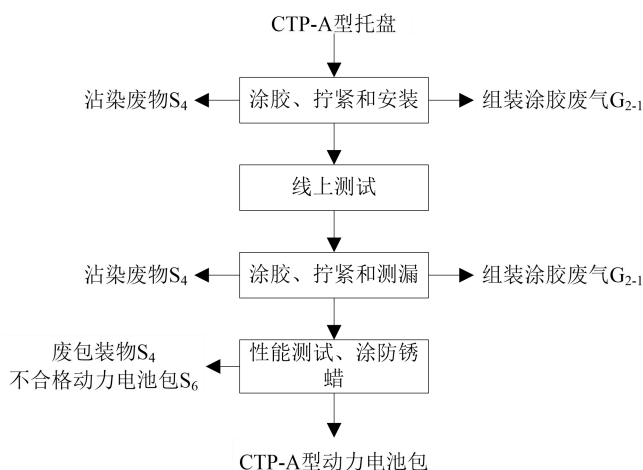 CTP-A型托盘
沾染废物S₄
涂胶、拧紧和安装
组装涂胶废气G₂₋₁
线上测试
沾染废物S₄
涂胶、拧紧和测漏
组装涂胶废气G₂₋₁
废包装物S₄
不合格动力电池包S₆
性能测试、涂防锈
蜡
CTP-A型动力电池包